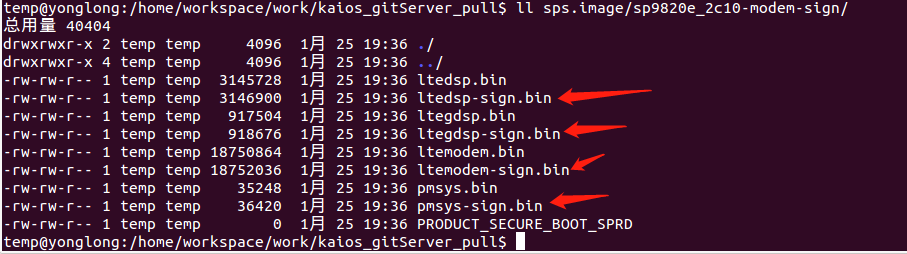 temp@yonglong:/home/workspace/work/kaios_gitServer_pull$ ll sps.image/sp9820e_2c10-modem-sign/
总用量 40404
drwxrwxr-x 2 temp temp     4096  1月 25 19:36 ./
drwxrwxr-x 4 temp temp     4096  1月 25 19:36 ../
-rw-rw-r-- 1 temp temp  3145728  1月 25 19:36 ltedsp.bin
-rw-rw-r-- 1 temp temp  3146900  1月 25 19:36 ltedsp-sign.bin
-rw-rw-r-- 1 temp temp   917504  1月 25 19:36 ltegdsp.bin
-rw-rw-r-- 1 temp temp   918676  1月 25 19:36 ltegdsp-sign.bin
-rw-rw-r-- 1 temp temp 18750864  1月 25 19:36 ltemodem.bin
-rw-rw-r-- 1 temp temp 18752036  1月 25 19:36 ltemodem-sign.bin
-rw-rw-r-- 1 temp temp    35248  1月 25 19:36 pmsys.bin
-rw-rw-r-- 1 temp temp    36420  1月 25 19:36 pmsys-sign.bin
-rw-rw-r-- 1 temp temp        0  1月 25 19:36 PRODUCT_SECURE_BOOT_SPRD
temp@yonglong:/home/workspace/work/kaios_gitServer_pull$